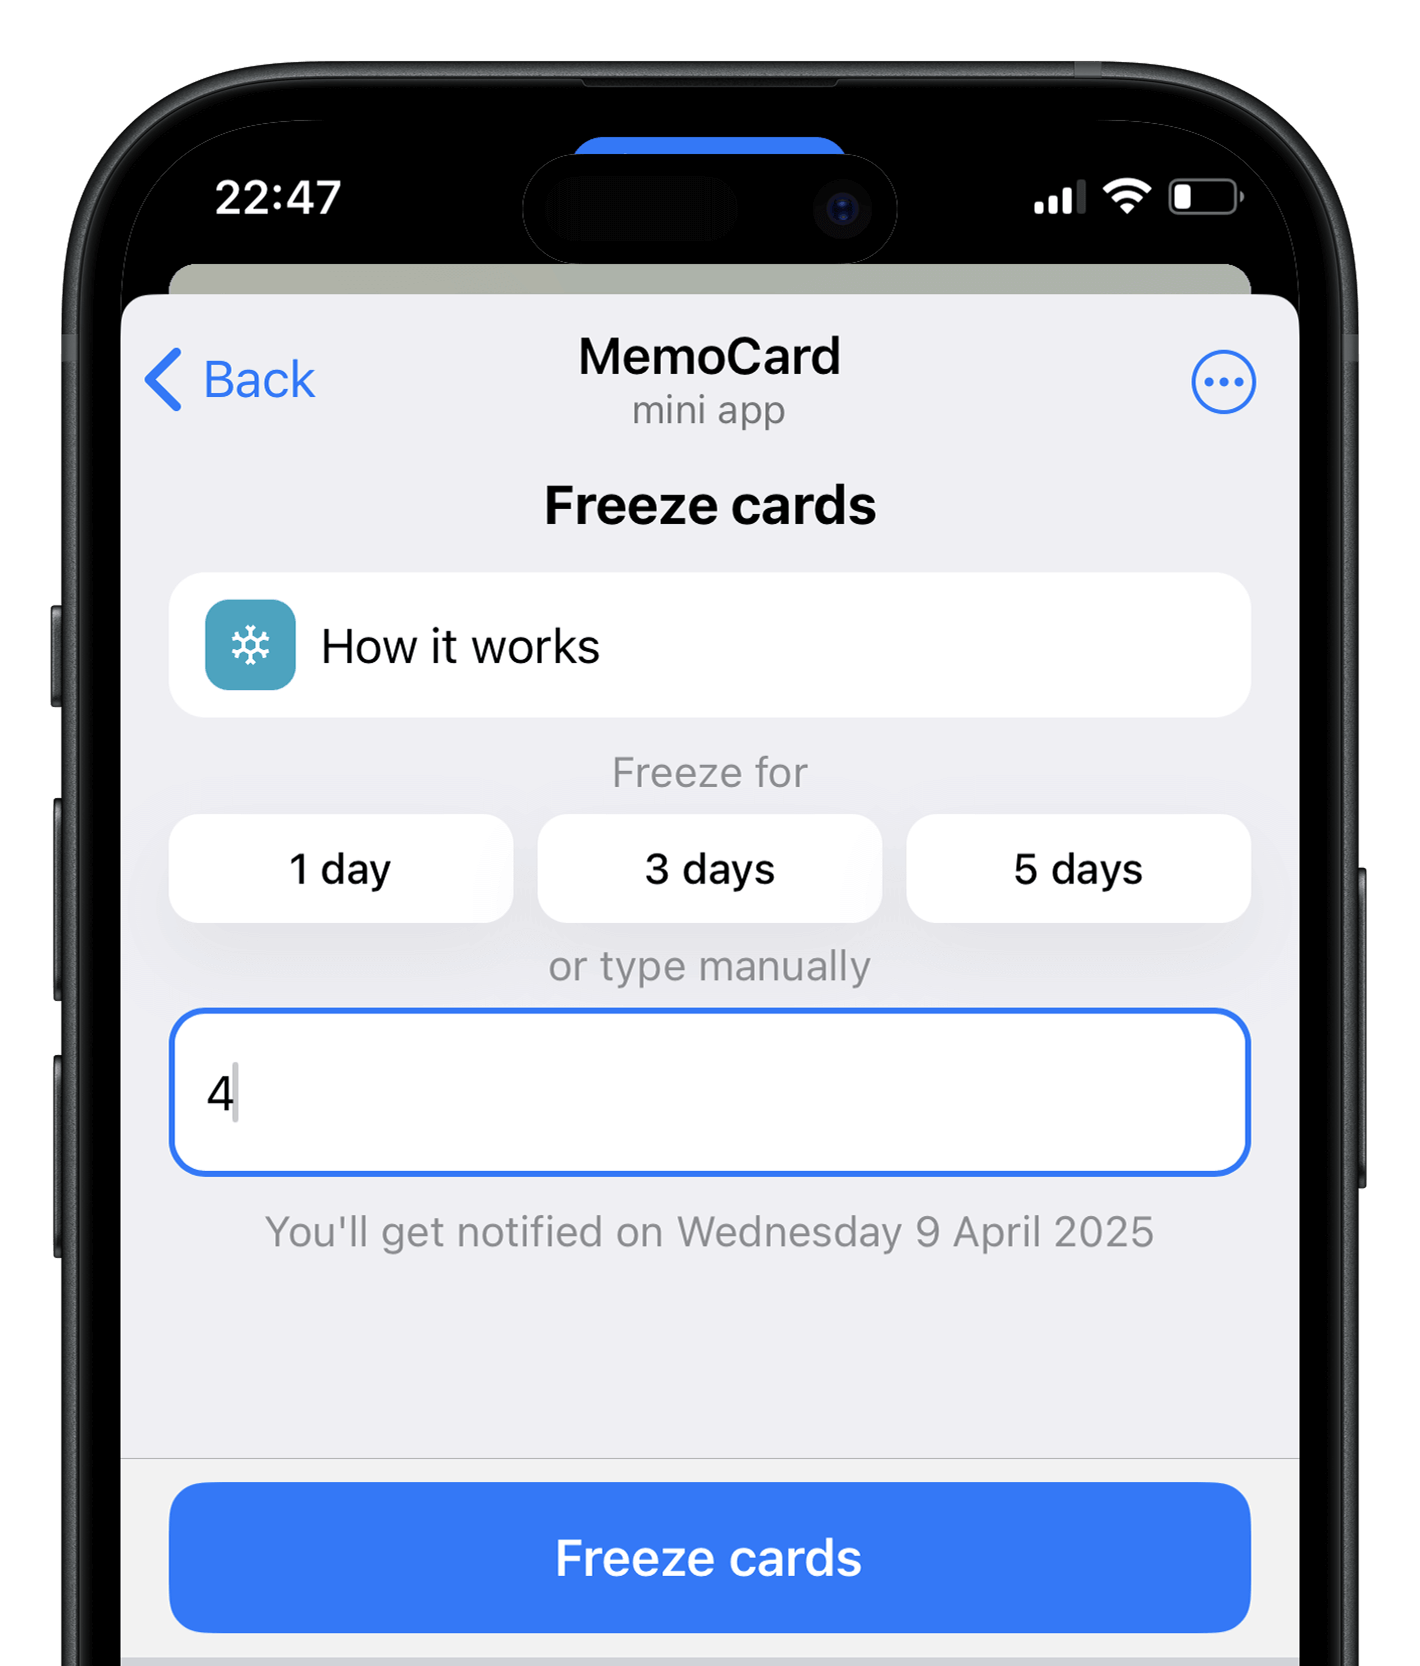 22:47
Back
MemoCard
mini app
Freeze cards
How it works
Freeze for
1 day
3 days
5 days
or type manually
4
You'll get notified on Wednesday 9 April 2025
Freeze cards